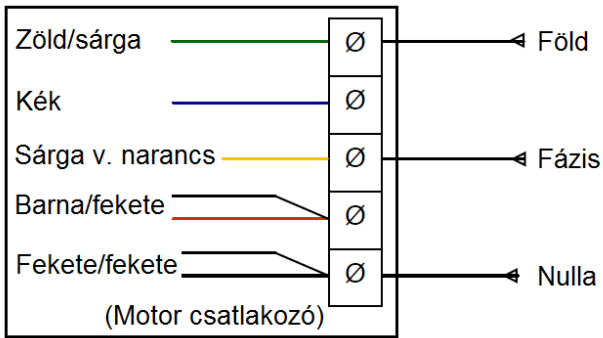 Zöld/sárga
Föld
Kék
Sárga v. narancs
Fázis
Barna/fekete
Fekete/fekete
Nulla
(Motor csatlakozó)